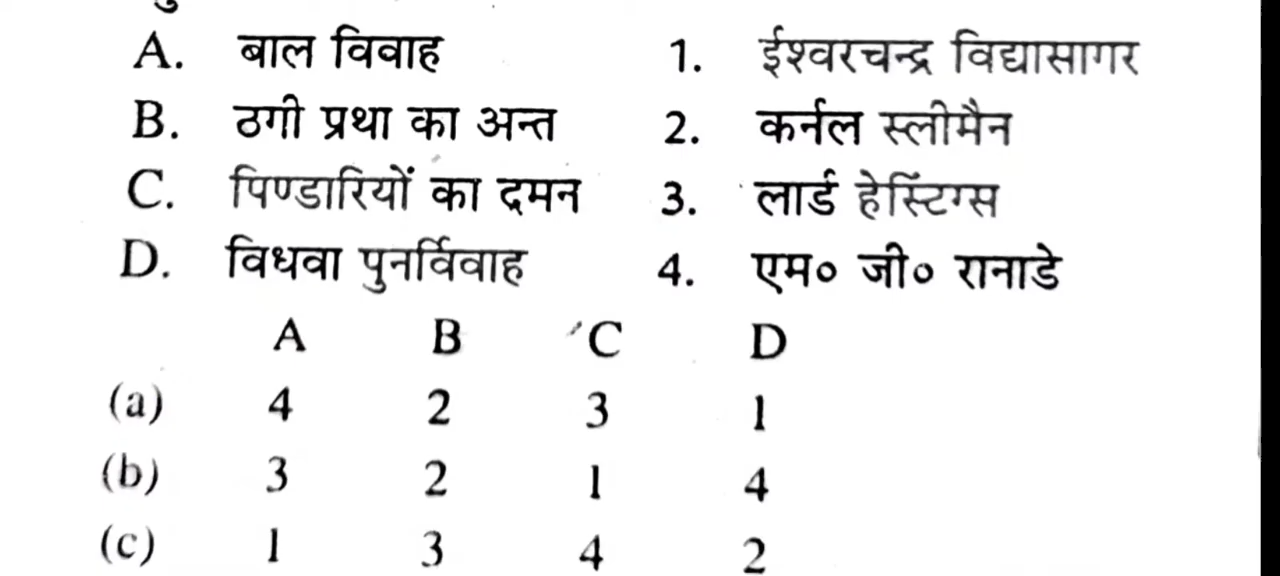 A. बाल विवाह 1. ईश्वरचन्द्र विद्यासागर
B. ठगी प्रथा का अन्त 2. कर्नल स्लीमैन
C. पिण्डारियों का दमन 3. लार्ड हेस्टिंग्स
D. विधवा पुनर्विवाह 4. एम० जी० रानाडे
A B C D
(a) 4 2 3 1
(b) 3 2 1 4
(c) 1 3 4 2